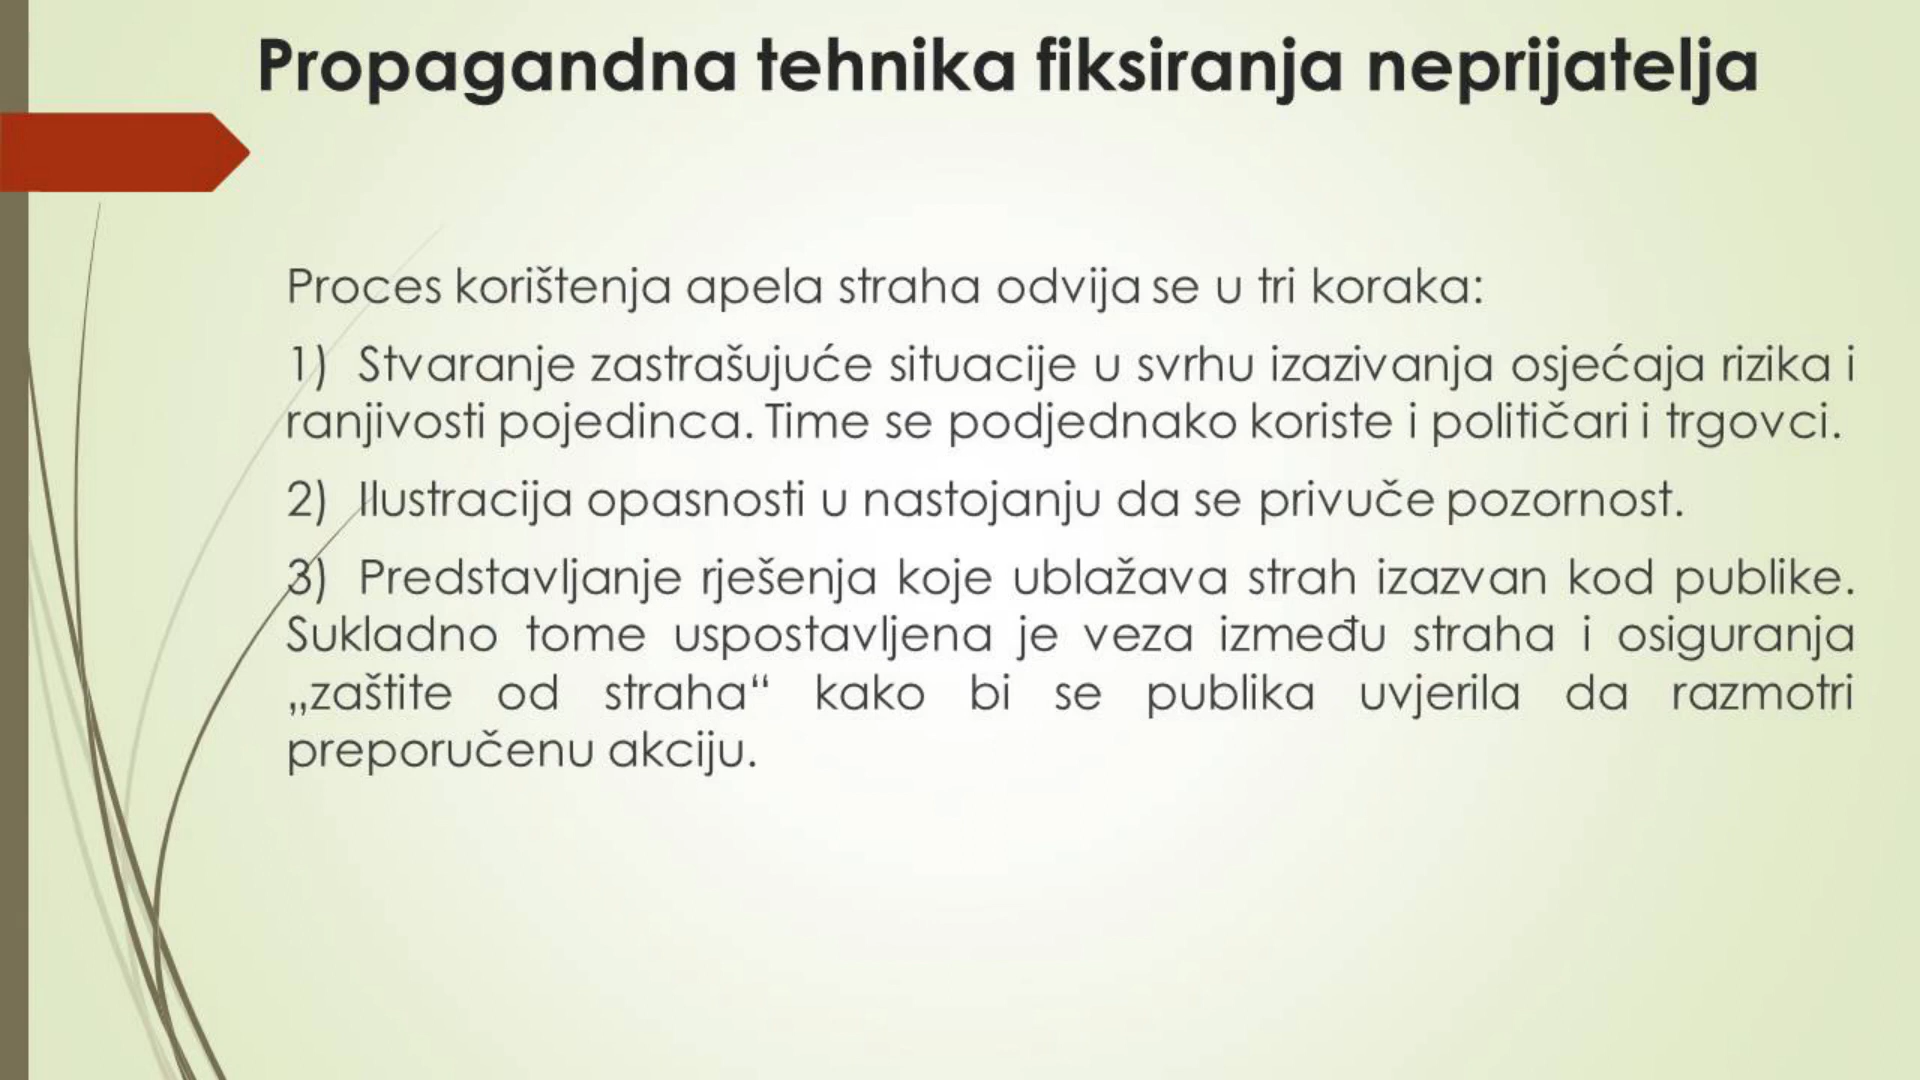 Propagandna tehnika fiksiranja neprijatelja
Proces korištenja apela straha odvija se u tri koraka:
1) Stvaranje zastrašujuće situacije u svrhu izazivanja osjećaja rizika i
ranjivosti pojedinca. Time se podjednako koriste i političari i trgovci.
2) Ilustracija opasnosti u nastojanju da se privuče pozornost.
3) Predstavljanje rješenja koje ublažava strah izazvan kod publike.
Sukladno tome uspostavljena je veza između straha i osiguranja
„zaštite od straha“ kako bi se publika uvjerila da razmotri
preporučenu akciju.